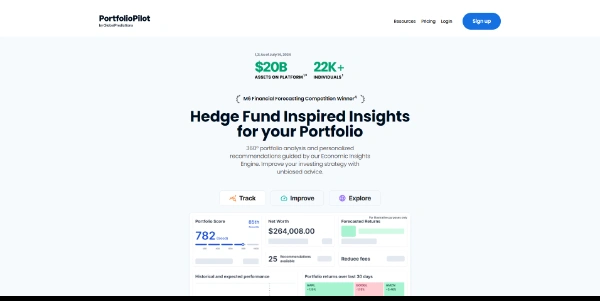 PortfolioPilot
by GlobalPredictions
Resources Pricing Login Sign up
$20B
ASSETS ON PLATFORM
22K+
INDIVIDUALS
M6 Financial Forecasting Competition Winner
Hedge Fund Inspired Insights
for your Portfolio
360° portfolio analysis and personalized
recommendations guided by our Economic Insights
Engine. Improve your investing strategy with
unbiased advice.
Track Improve Explore
Portfolio Score
782
Net Worth
$264,008.00
Forecasted Returns
25 Recommendations
available
Reduce fees
Historical and expected performance
Portfolio returns over last 30 days